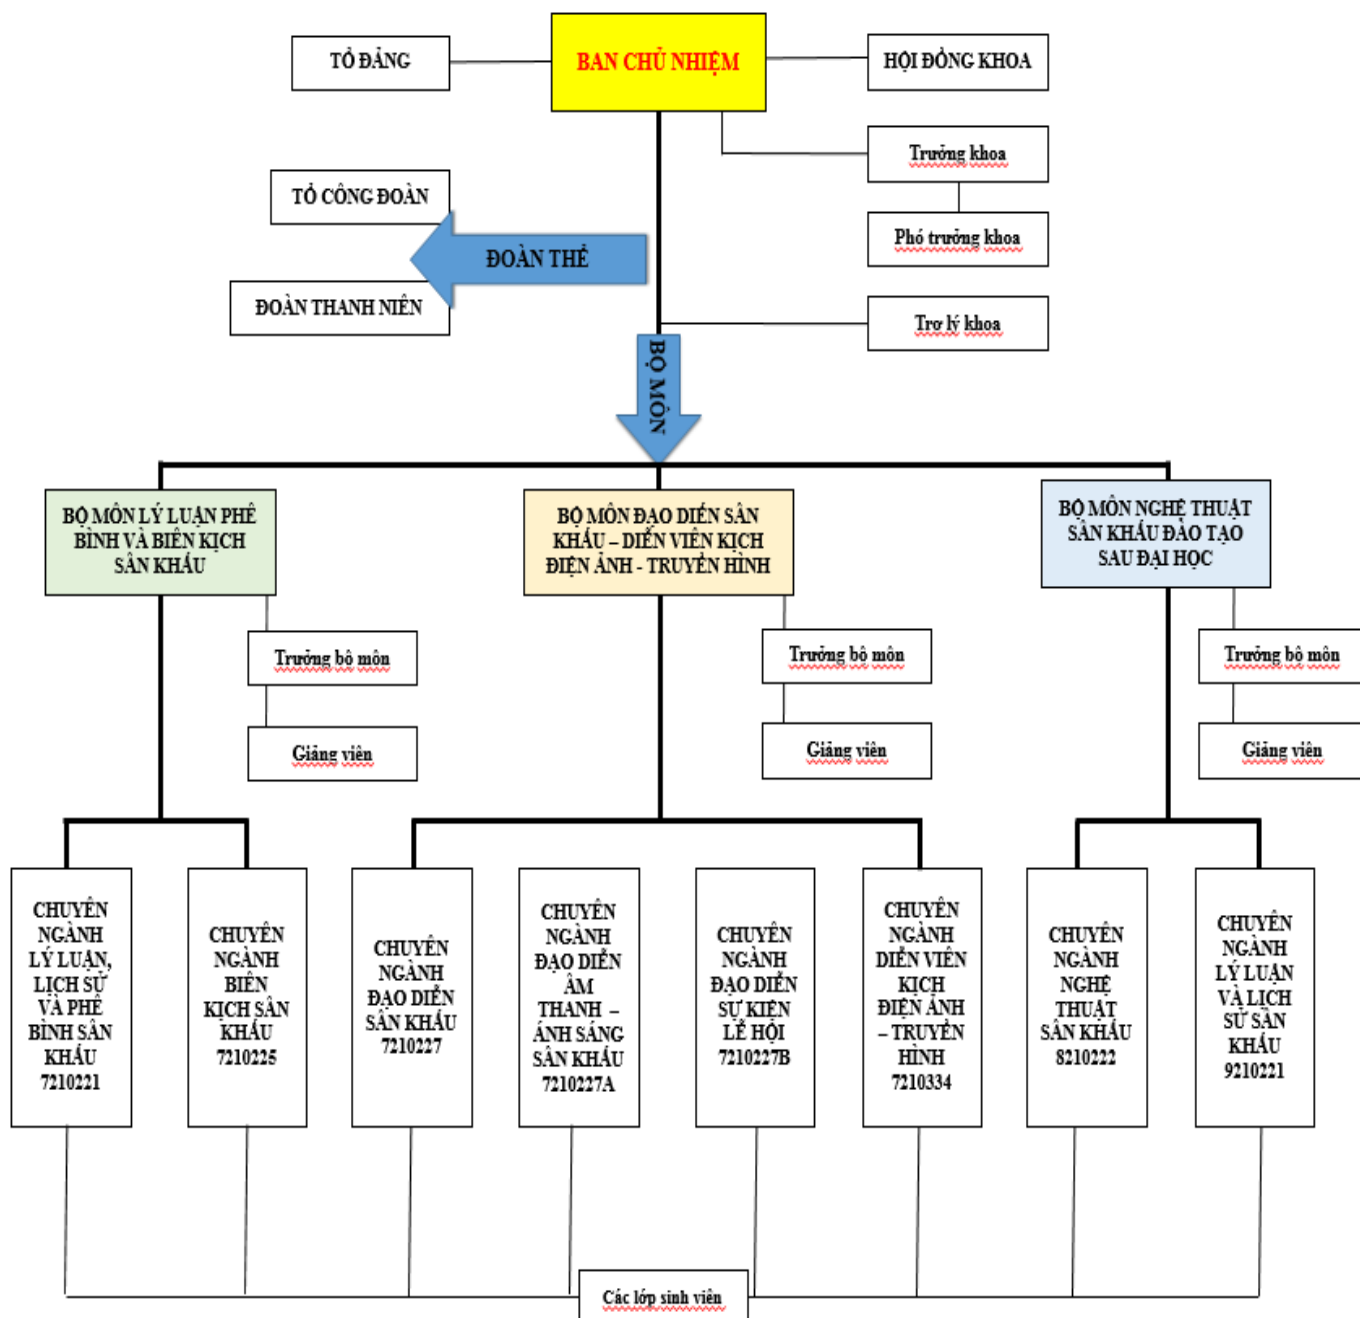 TỔ ĐẢNG
BAN CHỦ NHIỆM
HỘI ĐỒNG KHOA
Trưởng khoa
TỔ CÔNG ĐOÀN
Phó trưởng khoa
ĐOÀN THỂ
ĐOÀN THANH NIÊN
Trơ lý khoa
BỘ MÔN
BỘ MÔN LÝ LUẬN PHÊ
BÌNH VÀ BIÊN KỊCH
SÂN KHẤU
BỘ MÔN ĐẠO DIỄN SÂN
KHẤU – DIỄN VIÊN KỊCH
ĐIỆN ẢNH - TRUYỀN HÌNH
BỘ MÔN NGHỆ THUẬT
SÂN KHẤU ĐÀO TẠO
SAU ĐẠI HỌC
Trưởng bộ môn
Trưởng bộ môn
Trưởng bộ môn
Giảng viên
Giảng viên
Giảng viên
CHUYÊN
NGÀNH
LÝ LUẬN,
LỊCH SỬ
VÀ PHÊ
BÌNH SÂN
KHẤU
7210221
CHUYÊN
NGÀNH
BIÊN
KỊCH SÂN
KHẤU
7210225
CHUYÊN
NGÀNH
ĐẠO DIỄN
SÂN KHẤU
7210227
CHUYÊN
NGÀNH
ĐẠO DIỄN
ÂM
THANH –
ÁNH SÁNG
SÂN KHẤU
7210227A
CHUYÊN
NGÀNH
ĐẠO DIỄN
SỰ KIỆN
LỄ HỘI
7210227B
CHUYÊN
NGÀNH
DIỄN VIÊN
KỊCH
ĐIỆN ẢNH
– TRUYỀN
HÌNH
7210334
CHUYÊN
NGÀNH
NGHỆ
THUẬT
SÂN KHẤU
8210222
CHUYÊN
NGÀNH
LÝ LUẬN
VÀ LỊCH
SỬ SÂN
KHẤU
9210221
Các lớp sinh viên